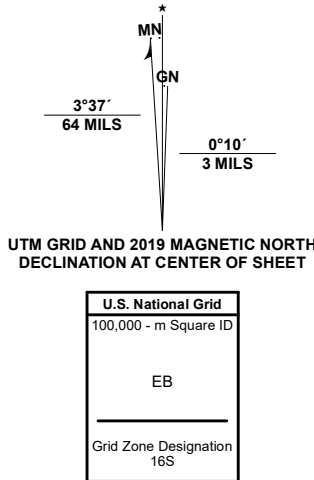 ★
MN
GN
3°37´
64 MILS
0°10´
3 MILS
UTM GRID AND 2019 MAGNETIC NORTH
DECLINATION AT CENTER OF SHEET
U.S. National Grid
100,000 - m Square ID
EB
Grid Zone Designation
16S